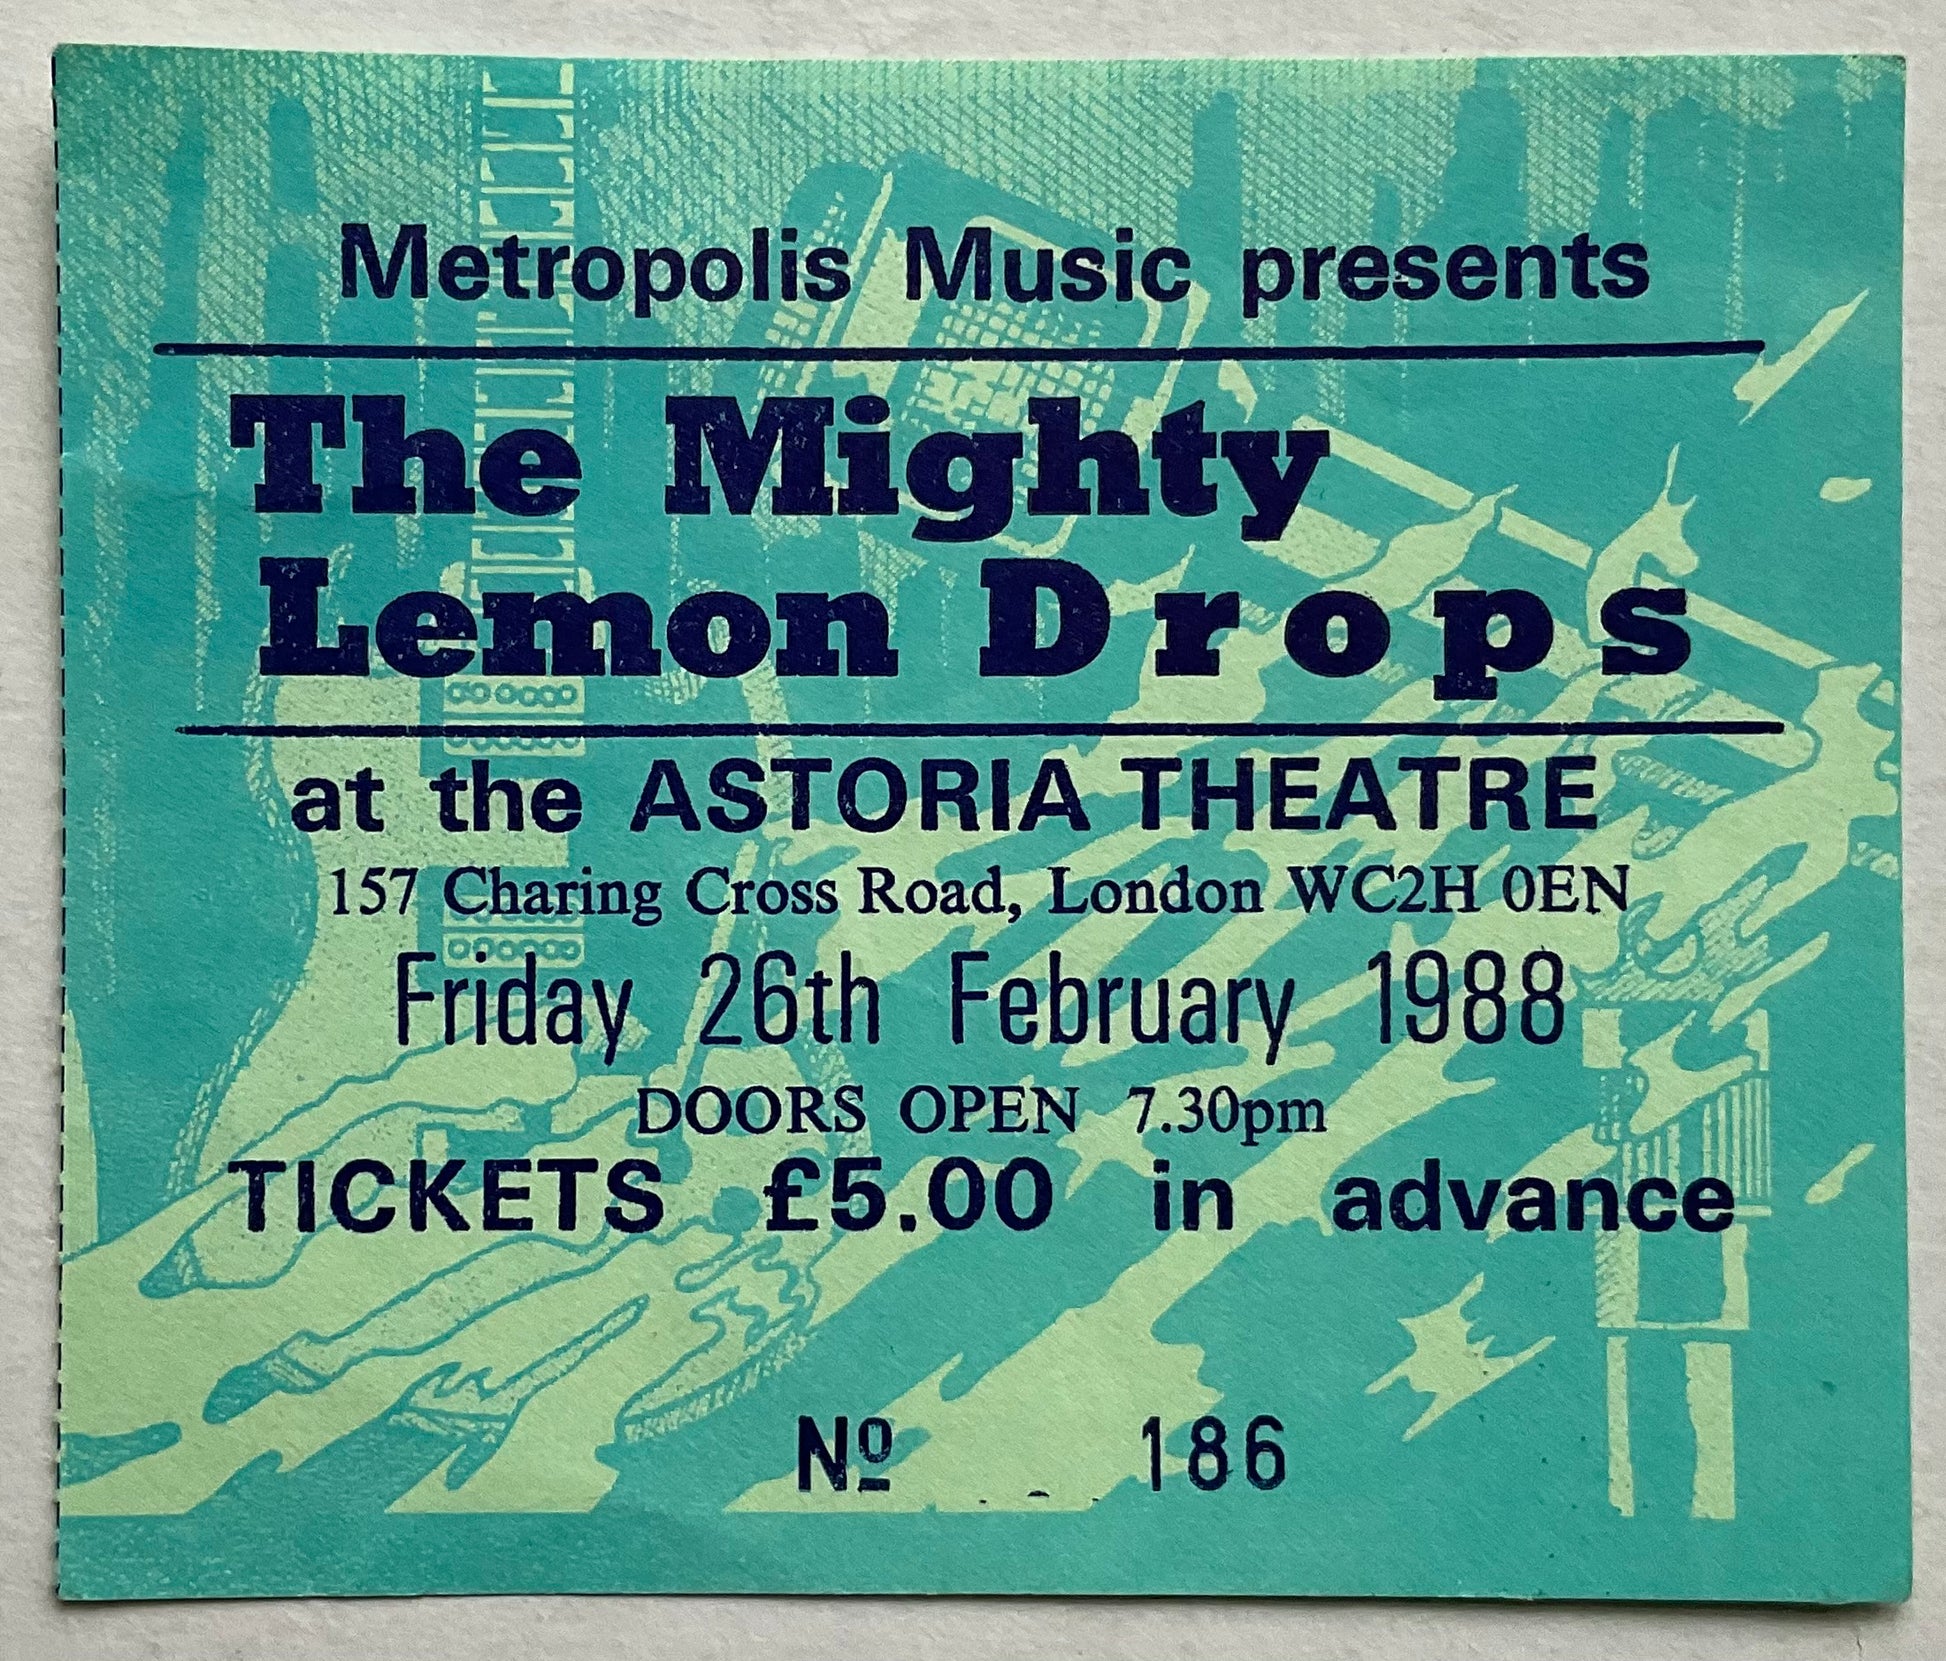 Metropolis Music presents
The Mighty
Lemon Drops
at the ASTORIA THEATRE
157 Charing Cross Road, London WC2H 0EN
Friday 26th February 1988
DOORS OPEN 7.30pm
TICKETS £5.00 in advance
Nº 186